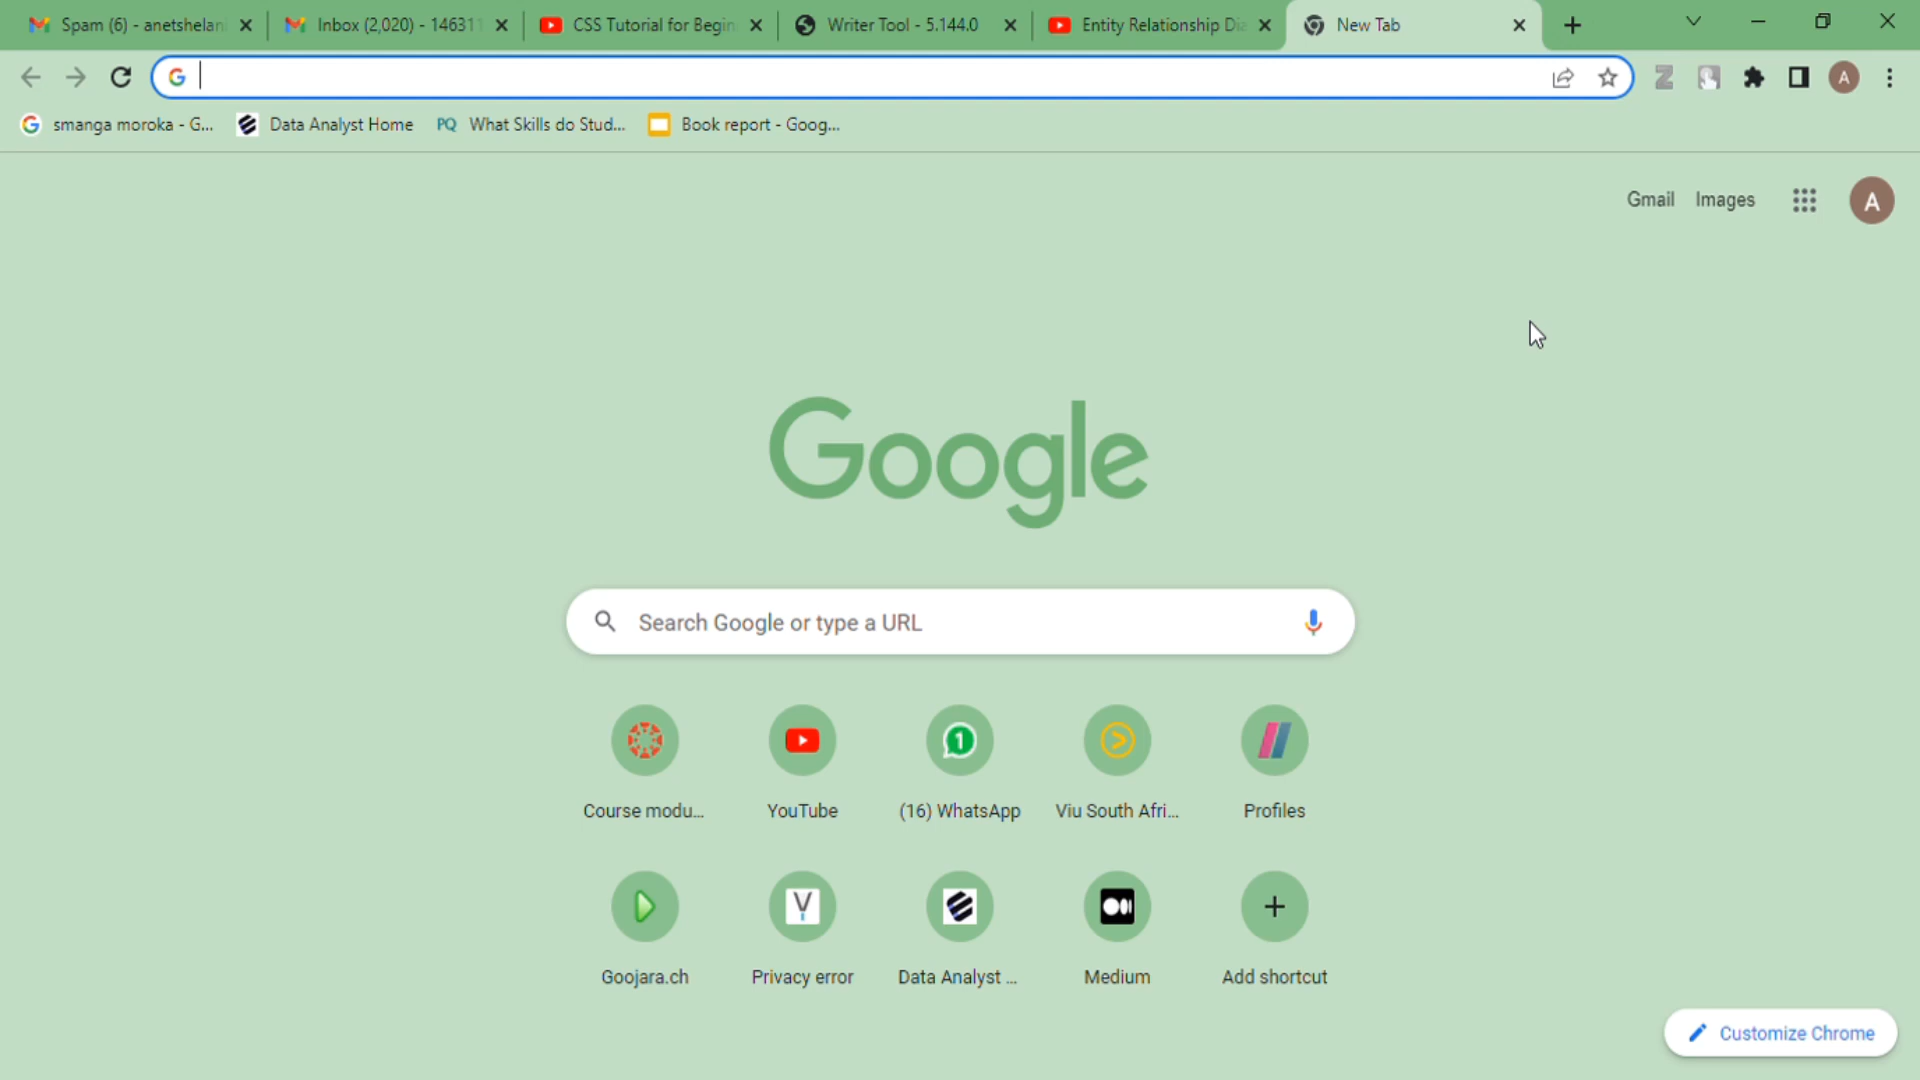 Spam (6) - anetshelani
Inbox (2,020) - 146311
CSS Tutorial for Begin
Writer Tool - 5.144.0
Entity Relationship Dia
New Tab
smanga moroka - G...
Data Analyst Home
PQ What Skills do Stud...
Book report - Goog...
Gmail Images
A
Google
Search Google or type a URL
Course modu...
YouTube
(16) WhatsApp
Viu South Afri...
Profiles
Goojara.ch
Privacy error
Data Analyst ...
Medium
Add shortcut
Customize Chrome